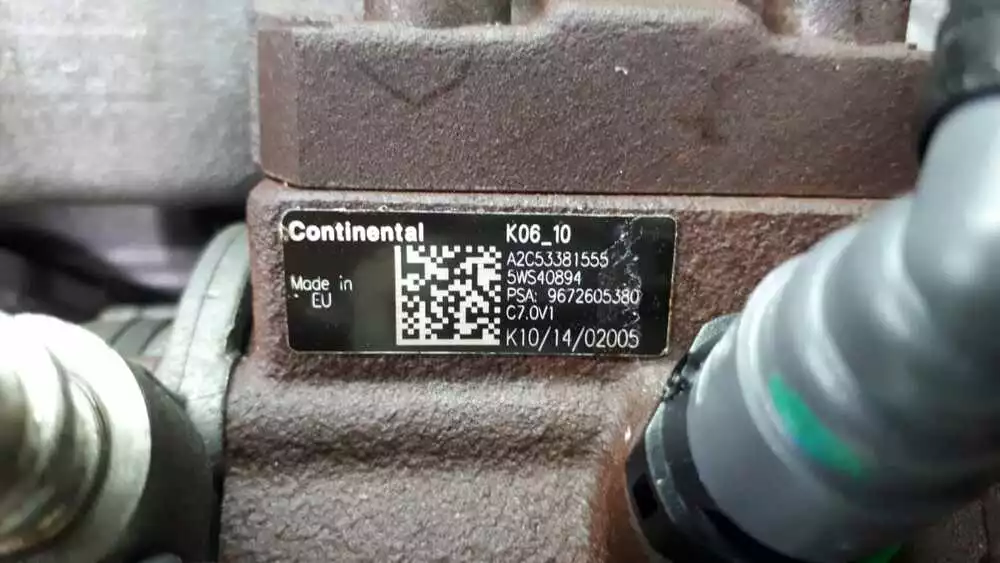 Continental
Made in
EU
K06_10
A2C53381555
5WS40894
PSA: 9672605380
C7.0V1
K10/14/02005